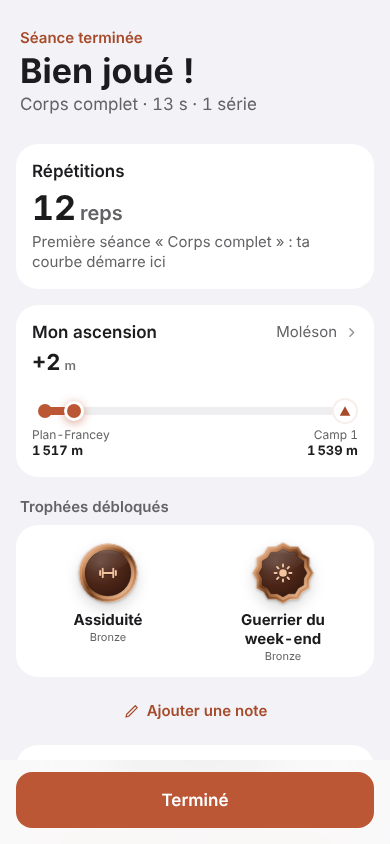 Séance terminée
Bien joué !
Corps complet · 13 s · 1 série
Répétitions
12 reps
Première séance « Corps complet » : ta
courbe démarre ici
Mon ascension
Moléson
+2 m
Plan-Francey
Camp 1
1 517 m
1 539 m
Trophées débloqués
Assiduité
Bronze
Guerrier du
week-end
Bronze
Ajouter une note
Terminé